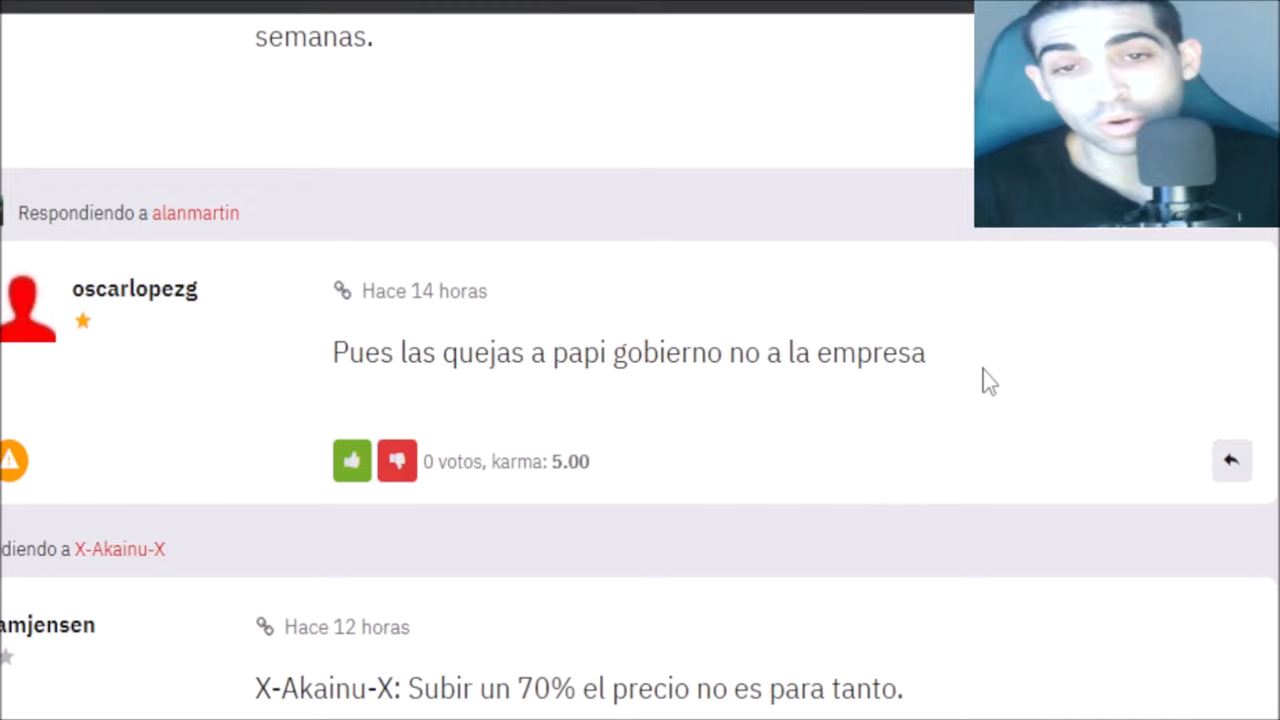 semanas.
Respondiendo a alanmartin
oscarlopezg
Hace 14 horas
Pues las quejas a papi gobierno no a la empresa
0 votos, karma: 5.00
diendo a X-Akainu-X
amjensen
Hace 12 horas
X-Akainu-X: Subir un 70% el precio no es para tanto.